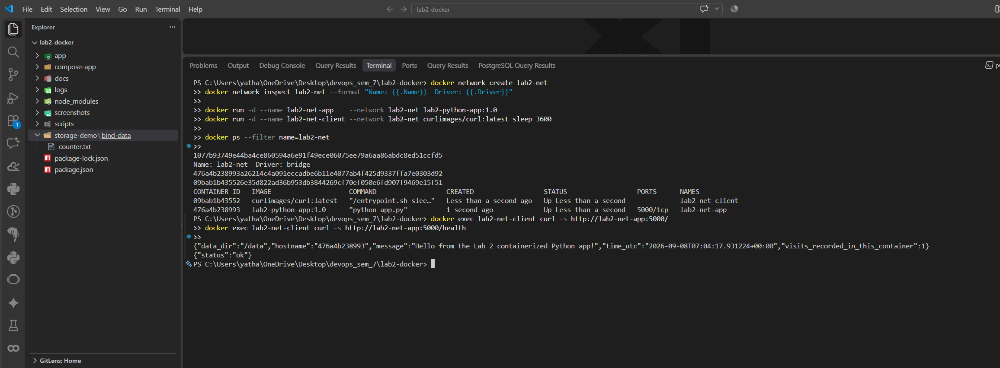 File Edit Selection View Go Run Terminal Help
lab2-docker
Explorer
lab2-docker
app
compose-app
docs
logs
node_modules
screenshots
scripts
storage-demo\bind-data
counter.txt
package-lock.json
package.json
GitLens: Home
1
Problems Output Debug Console Query Results Terminal Ports Query Results PostgreSQL Query Results
PS C:\Users\yatha\OneDrive\Desktop\devops_sem_7\lab2-docker> docker network create lab2-net
>> docker network inspect lab2-net --format "Name: {{.Name}}  Driver: {{.Driver}}"
>>
>> docker run -d --name lab2-net-app    --network lab2-net lab2-python-app:1.0
>> docker run -d --name lab2-net-client --network lab2-net curlimages/curl:latest sleep 3600
>>
>> docker ps --filter name=lab2-net
>>
1077b93749e44ba4ce860594a6e91f49ece06075ee79a6aa86abdc8ed51ccfd5
Name: lab2-net  Driver: bridge
476a4b238993a26214c4a091eccadbe6b11e4077ab4f425d9337ffa7e0303d92
09bab1b435526e35d822ad36b953db3844269cf70ef050e6fd907f9469e15f51
CONTAINER ID   IMAGE                    COMMAND                  CREATED                  STATUS                  PORTS      NAMES
09bab1b43552   curlimages/curl:latest   "/entrypoint.sh slee…"   Less than a second ago   Up Less than a second              lab2-net-client
476a4b238993   lab2-python-app:1.0      "python app.py"          1 second ago             Up Less than a second   5000/tcp   lab2-net-app
PS C:\Users\yatha\OneDrive\Desktop\devops_sem_7\lab2-docker> docker exec lab2-net-client curl -s http://lab2-net-app:5000/
>> docker exec lab2-net-client curl -s http://lab2-net-app:5000/health
>>
{"data_dir":"/data","hostname":"476a4b238993","message":"Hello from the Lab 2 containerized Python app!","time_utc":"2026-09-08T07:04:17.931224+00:00","visits_recorded_in_this_container":1}
{"status":"ok"}
PS C:\Users\yatha\OneDrive\Desktop\devops_sem_7\lab2-docker>